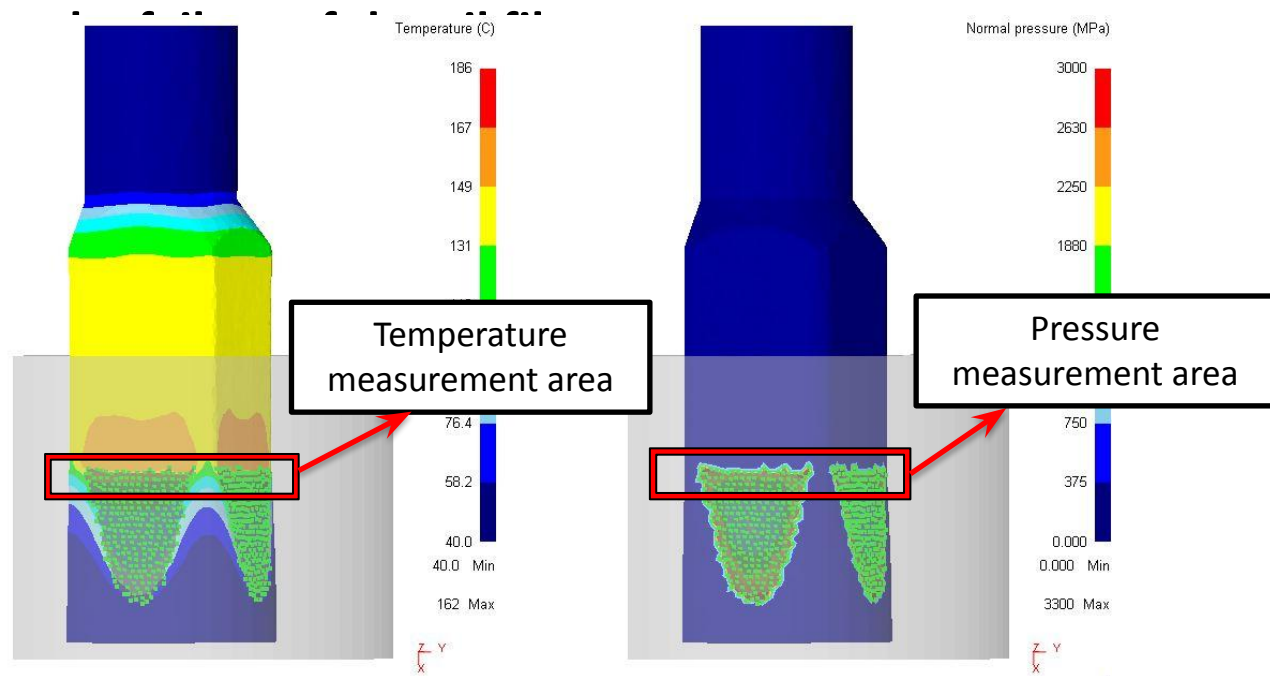 Temperature (C)
186
167
149
131
76.4
58.2
40.0
40.0 Min
162 Max
Temperature
measurement area
Normal pressure (MPa)
3000
2630
2250
1880
750
375
0.000
0.000 Min
3300 Max
Pressure
measurement area
Z Y
X
Z Y
X